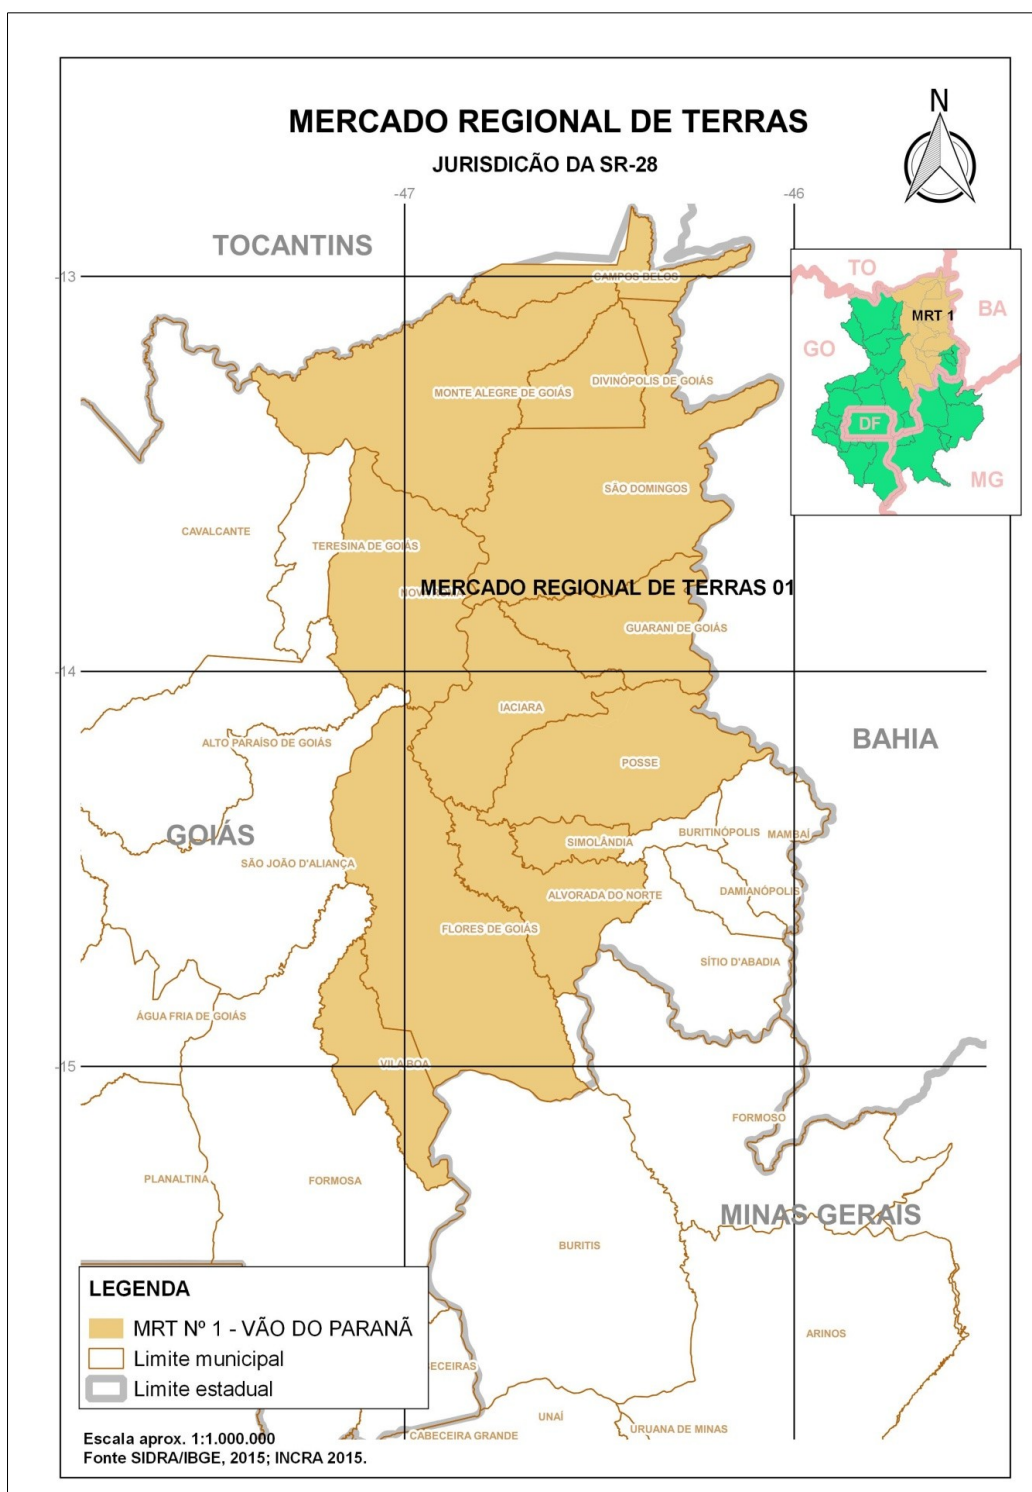 MERCADO REGIONAL DE TERRAS
JURISDICÃO DA SR-28
N
-47
-46
TOCANTINS
-13
CAMPOS BELOS
TO
BA
MRT 1
GO
DF
MG
MONTE ALEGRE DE GOIÁS
DIVINÓPOLIS DE GOIÁS
SÃO DOMINGOS
CAVALCANTE
TERESINA DE GOIÁS
MERCADO REGIONAL DE TERRAS 01
GUARANI DE GOIÁS
-14
IACIARA
ALTO PARAÍSO DE GOIÁS
BAHIA
POSSE
GOIÁS
BURITINÓPOLIS
MAMBAÍ
SIMOLÂNDIA
SÃO JOÃO D'ALIANÇA
DAMIANÓPOLIS
ALVORADA DO NORTE
FLORES DE GOIÁS
SÍTIO D'ABADIA
ÁGUA FRIA DE GOIÁS
VILA BOA
-15
FORMOSO
PLANALTINA
FORMOSA
MINAS GERAIS
BURITIS
LEGENDA
MRT Nº 1 - VÃO DO PARANÃ
Limite municipal
Limite estadual
ARINOS
ECEIRAS
UNAÍ
URUANA DE MINAS
CABECEIRA GRANDE
Escala aprox. 1:1.000.000
Fonte SIDRA/IBGE, 2015; INCRA 2015.